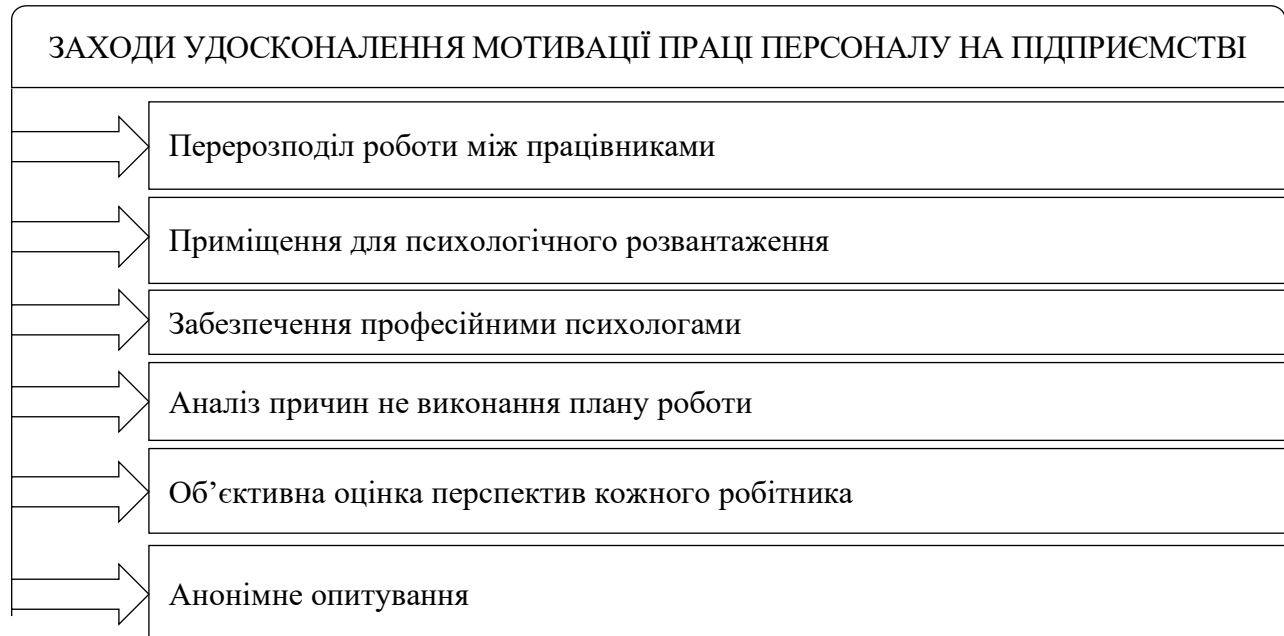 ЗАХОДИ УДОСКОНАЛЕННЯ МОТИВАЦІЇ ПРАЦІ ПЕРСОНАЛУ НА ПІДПРИЄМСТВІ
Перерозподіл роботи між працівниками
Приміщення для психологічного розвантаження
Забезпечення професійними психологами
Аналіз причин не виконання плану роботи
Об’єктивна оцінка перспектив кожного робітника
Анонімне опитування